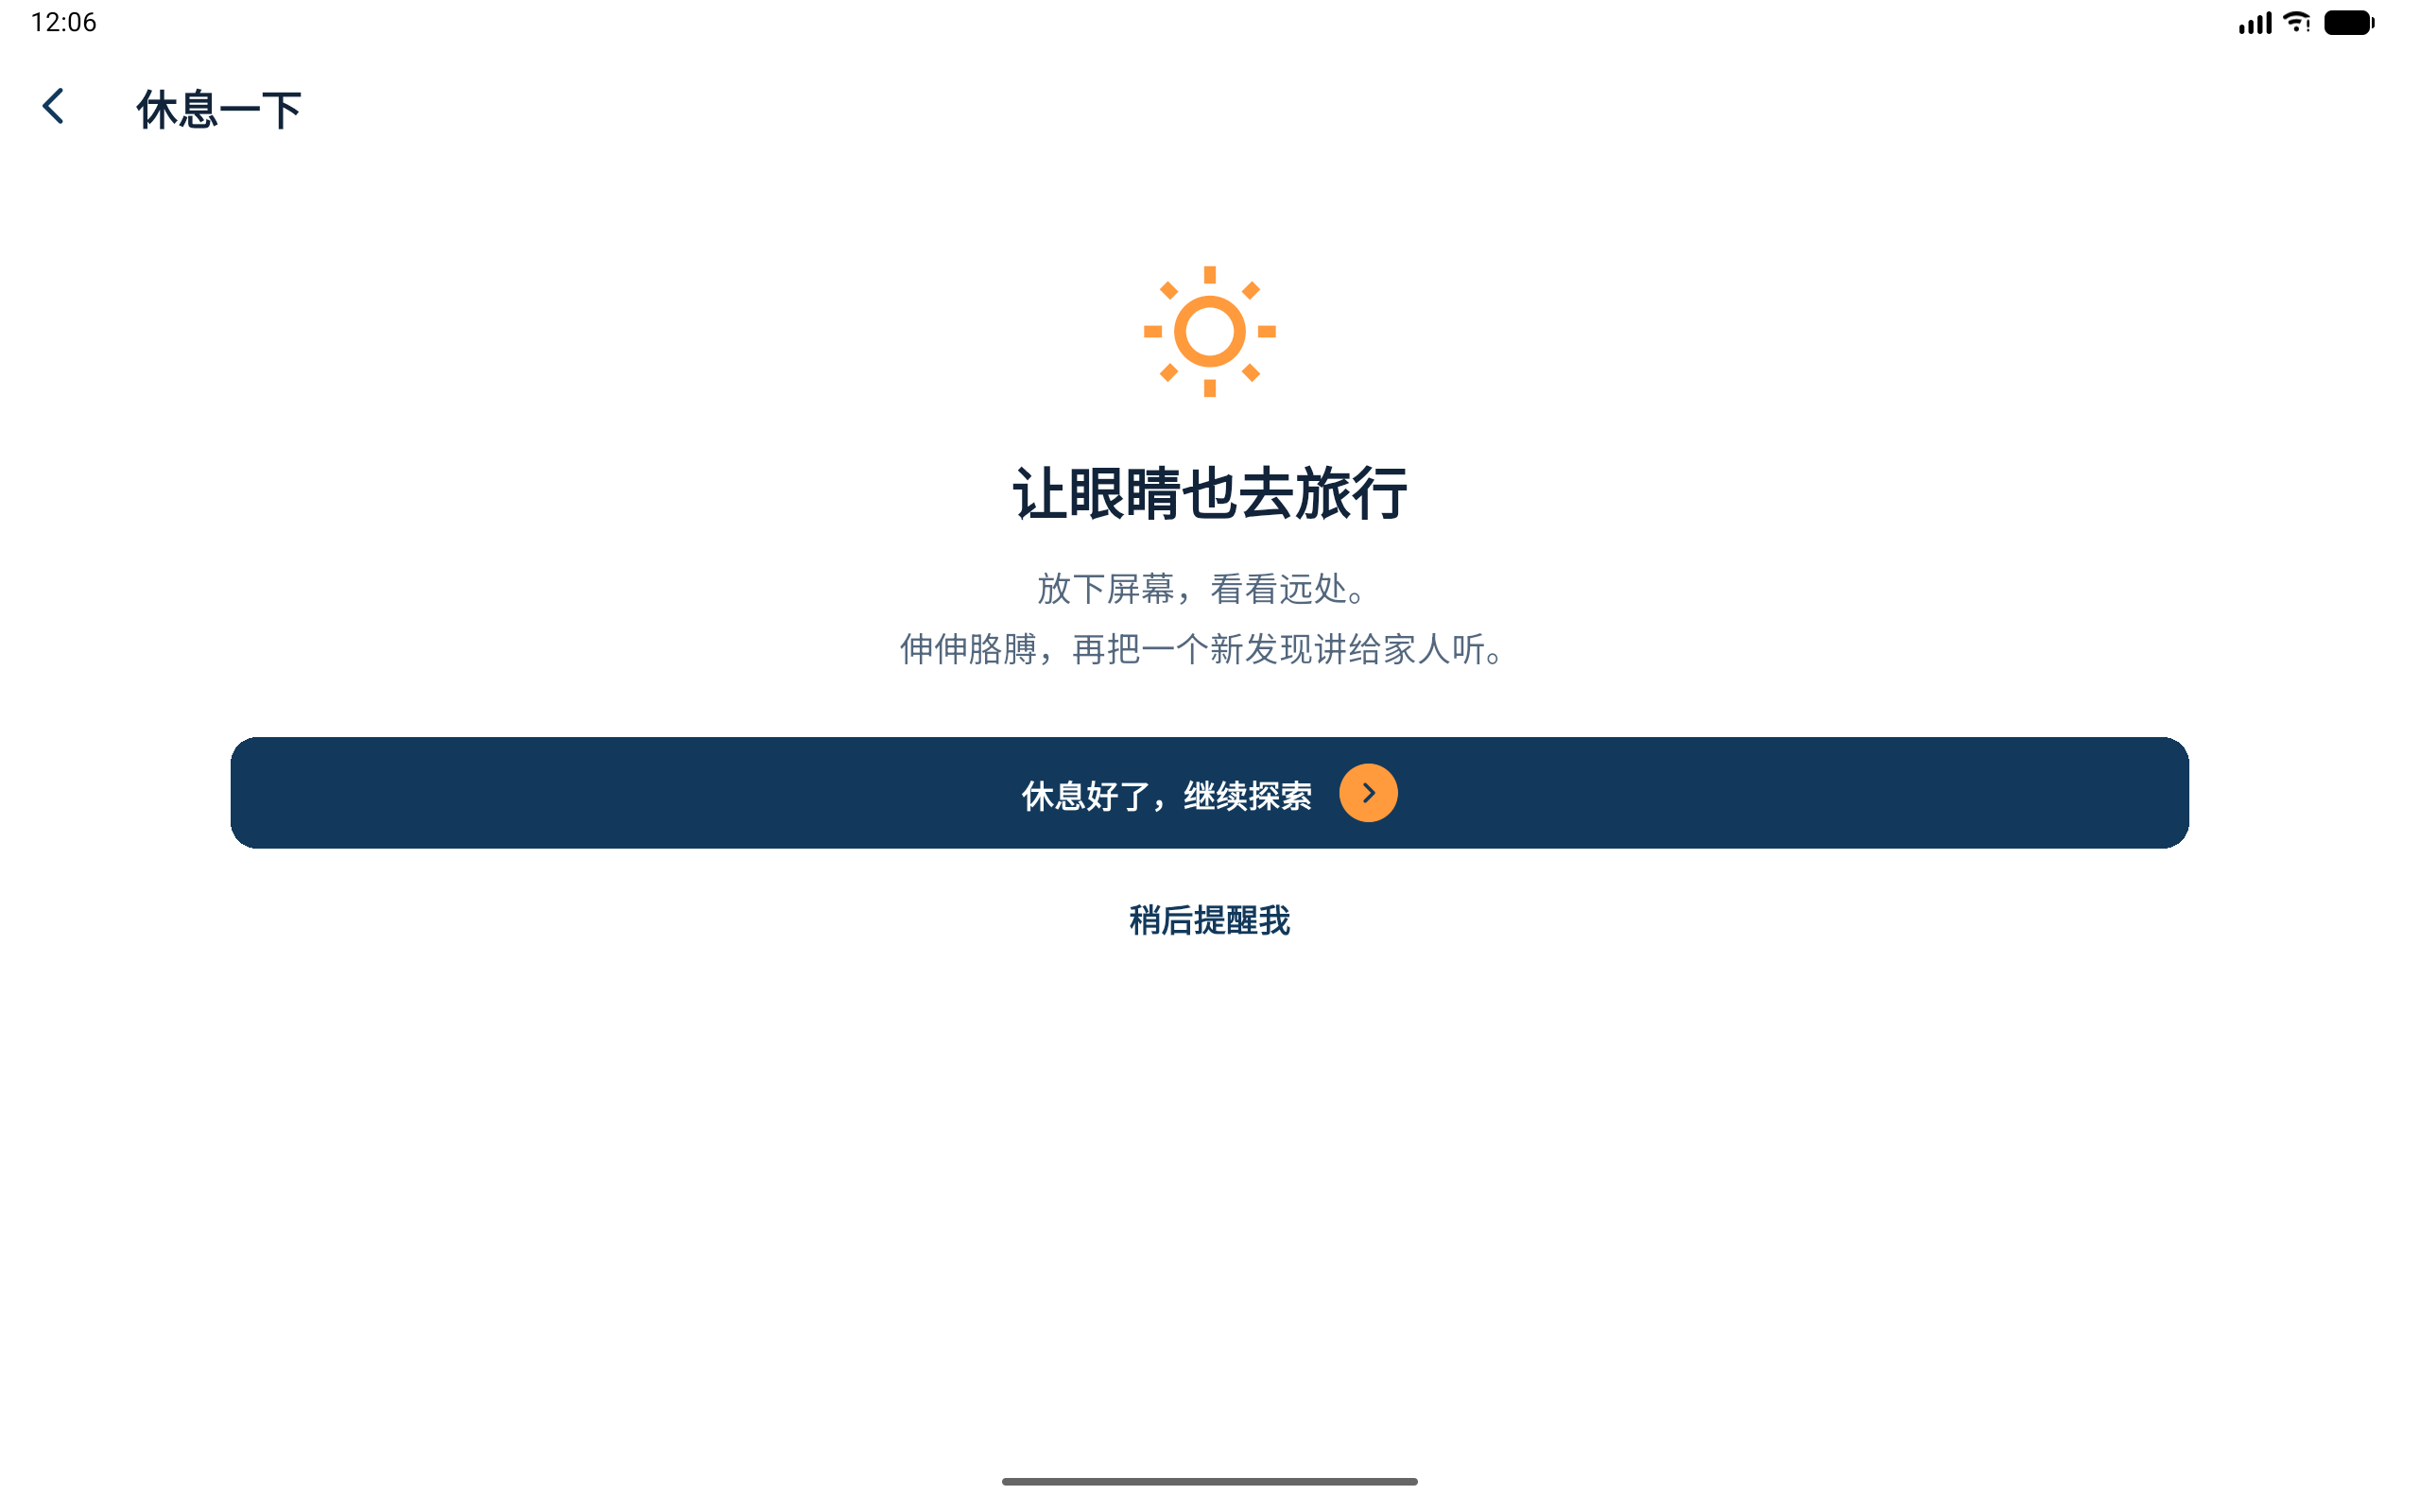 12:06
休息一下
让眼睛也去旅行
放下屏幕，看看远处。
伸伸胳膊，再把一个新发现讲给家人听。
休息好了，继续探索
稍后提醒我